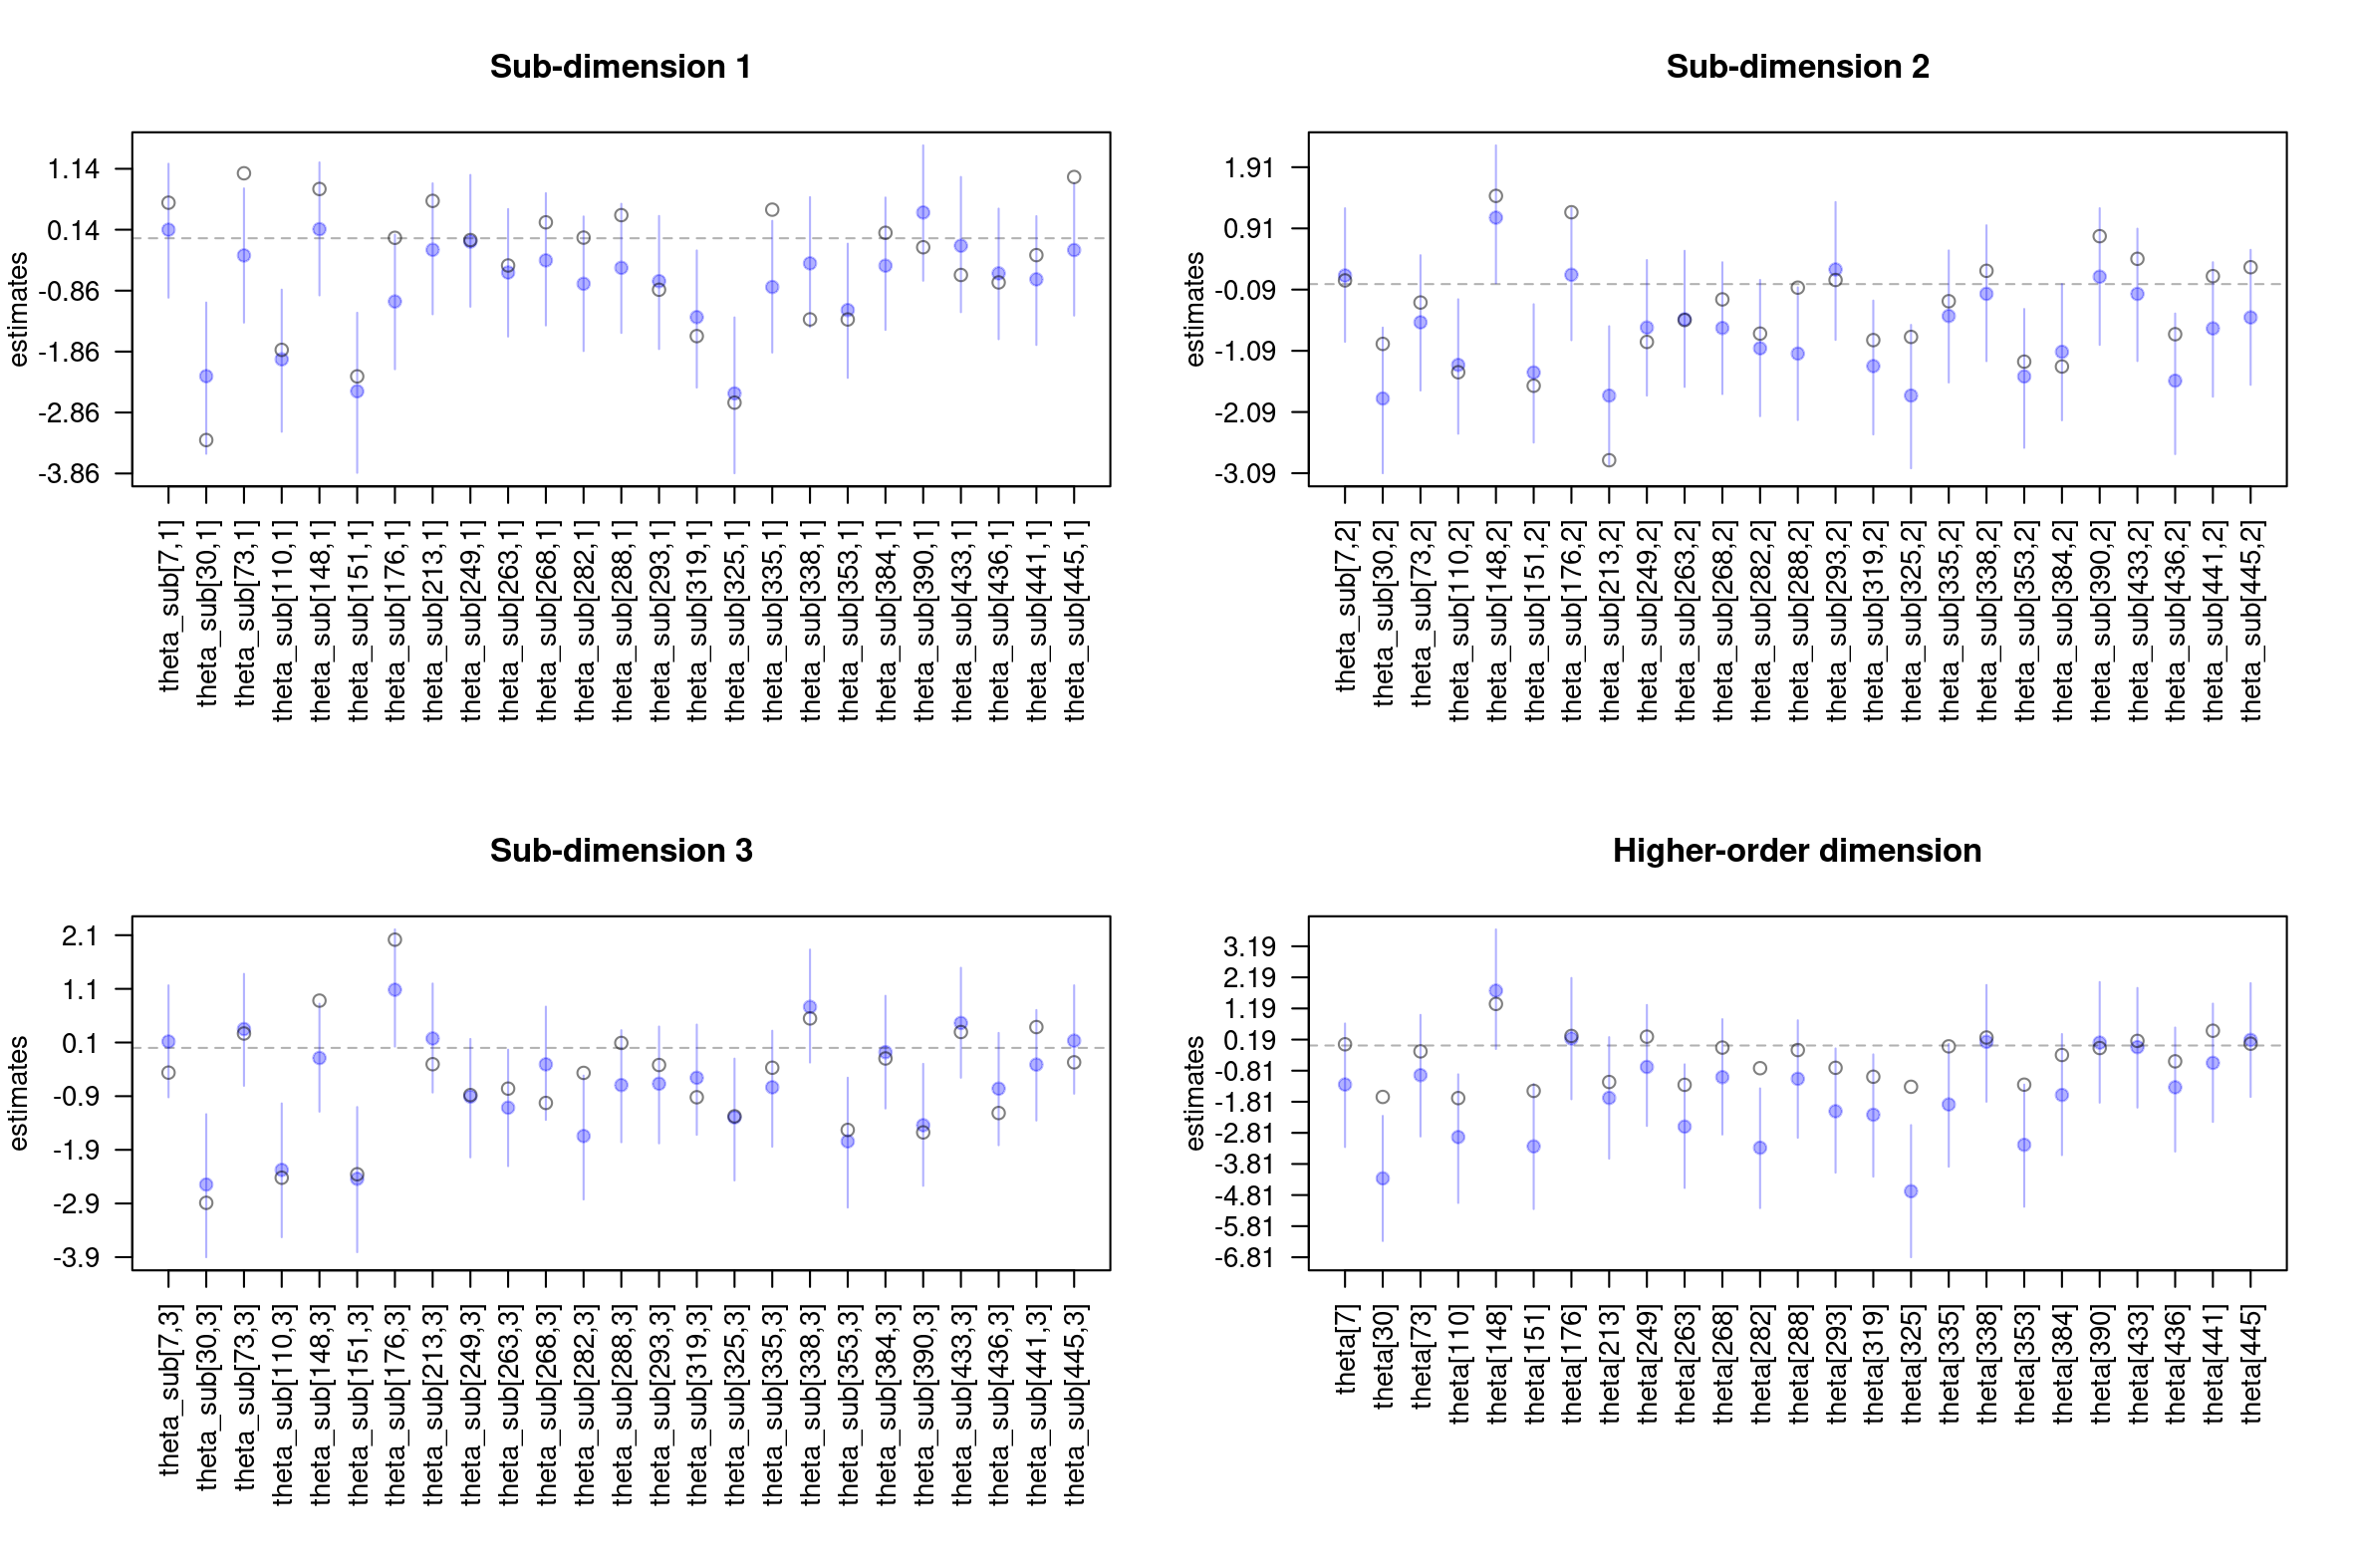 Sub-dimension 1
estimates
1.14
0.14
-0.86
-1.86
-2.86
-3.86
theta_sub[7,1]
theta_sub[30,1]
theta_sub[73,1]
theta_sub[110,1]
theta_sub[148,1]
theta_sub[151,1]
theta_sub[176,1]
theta_sub[213,1]
theta_sub[249,1]
theta_sub[263,1]
theta_sub[268,1]
theta_sub[282,1]
theta_sub[288,1]
theta_sub[293,1]
theta_sub[319,1]
theta_sub[325,1]
theta_sub[335,1]
theta_sub[338,1]
theta_sub[353,1]
theta_sub[384,1]
theta_sub[390,1]
theta_sub[433,1]
theta_sub[436,1]
theta_sub[441,1]
theta_sub[445,1]
Sub-dimension 2
estimates
1.91
0.91
-0.09
-1.09
-2.09
-3.09
theta_sub[7,2]
theta_sub[30,2]
theta_sub[73,2]
theta_sub[110,2]
theta_sub[148,2]
theta_sub[151,2]
theta_sub[176,2]
theta_sub[213,2]
theta_sub[249,2]
theta_sub[263,2]
theta_sub[268,2]
theta_sub[282,2]
theta_sub[288,2]
theta_sub[293,2]
theta_sub[319,2]
theta_sub[325,2]
theta_sub[335,2]
theta_sub[338,2]
theta_sub[353,2]
theta_sub[384,2]
theta_sub[390,2]
theta_sub[433,2]
theta_sub[436,2]
theta_sub[441,2]
theta_sub[445,2]
Sub-dimension 3
estimates
2.1
1.1
0.1
-0.9
-1.9
-2.9
-3.9
theta_sub[7,3]
theta_sub[30,3]
theta_sub[73,3]
theta_sub[110,3]
theta_sub[148,3]
theta_sub[151,3]
theta_sub[176,3]
theta_sub[213,3]
theta_sub[249,3]
theta_sub[263,3]
theta_sub[268,3]
theta_sub[282,3]
theta_sub[288,3]
theta_sub[293,3]
theta_sub[319,3]
theta_sub[325,3]
theta_sub[335,3]
theta_sub[338,3]
theta_sub[353,3]
theta_sub[384,3]
theta_sub[390,3]
theta_sub[433,3]
theta_sub[436,3]
theta_sub[441,3]
theta_sub[445,3]
Higher-order dimension
estimates
3.19
2.19
1.19
0.19
-0.81
-1.81
-2.81
-3.81
-4.81
-5.81
-6.81
theta[7]
theta[30]
theta[73]
theta[110]
theta[148]
theta[151]
theta[176]
theta[213]
theta[249]
theta[263]
theta[268]
theta[282]
theta[288]
theta[293]
theta[319]
theta[325]
theta[335]
theta[338]
theta[353]
theta[384]
theta[390]
theta[433]
theta[436]
theta[441]
theta[445]